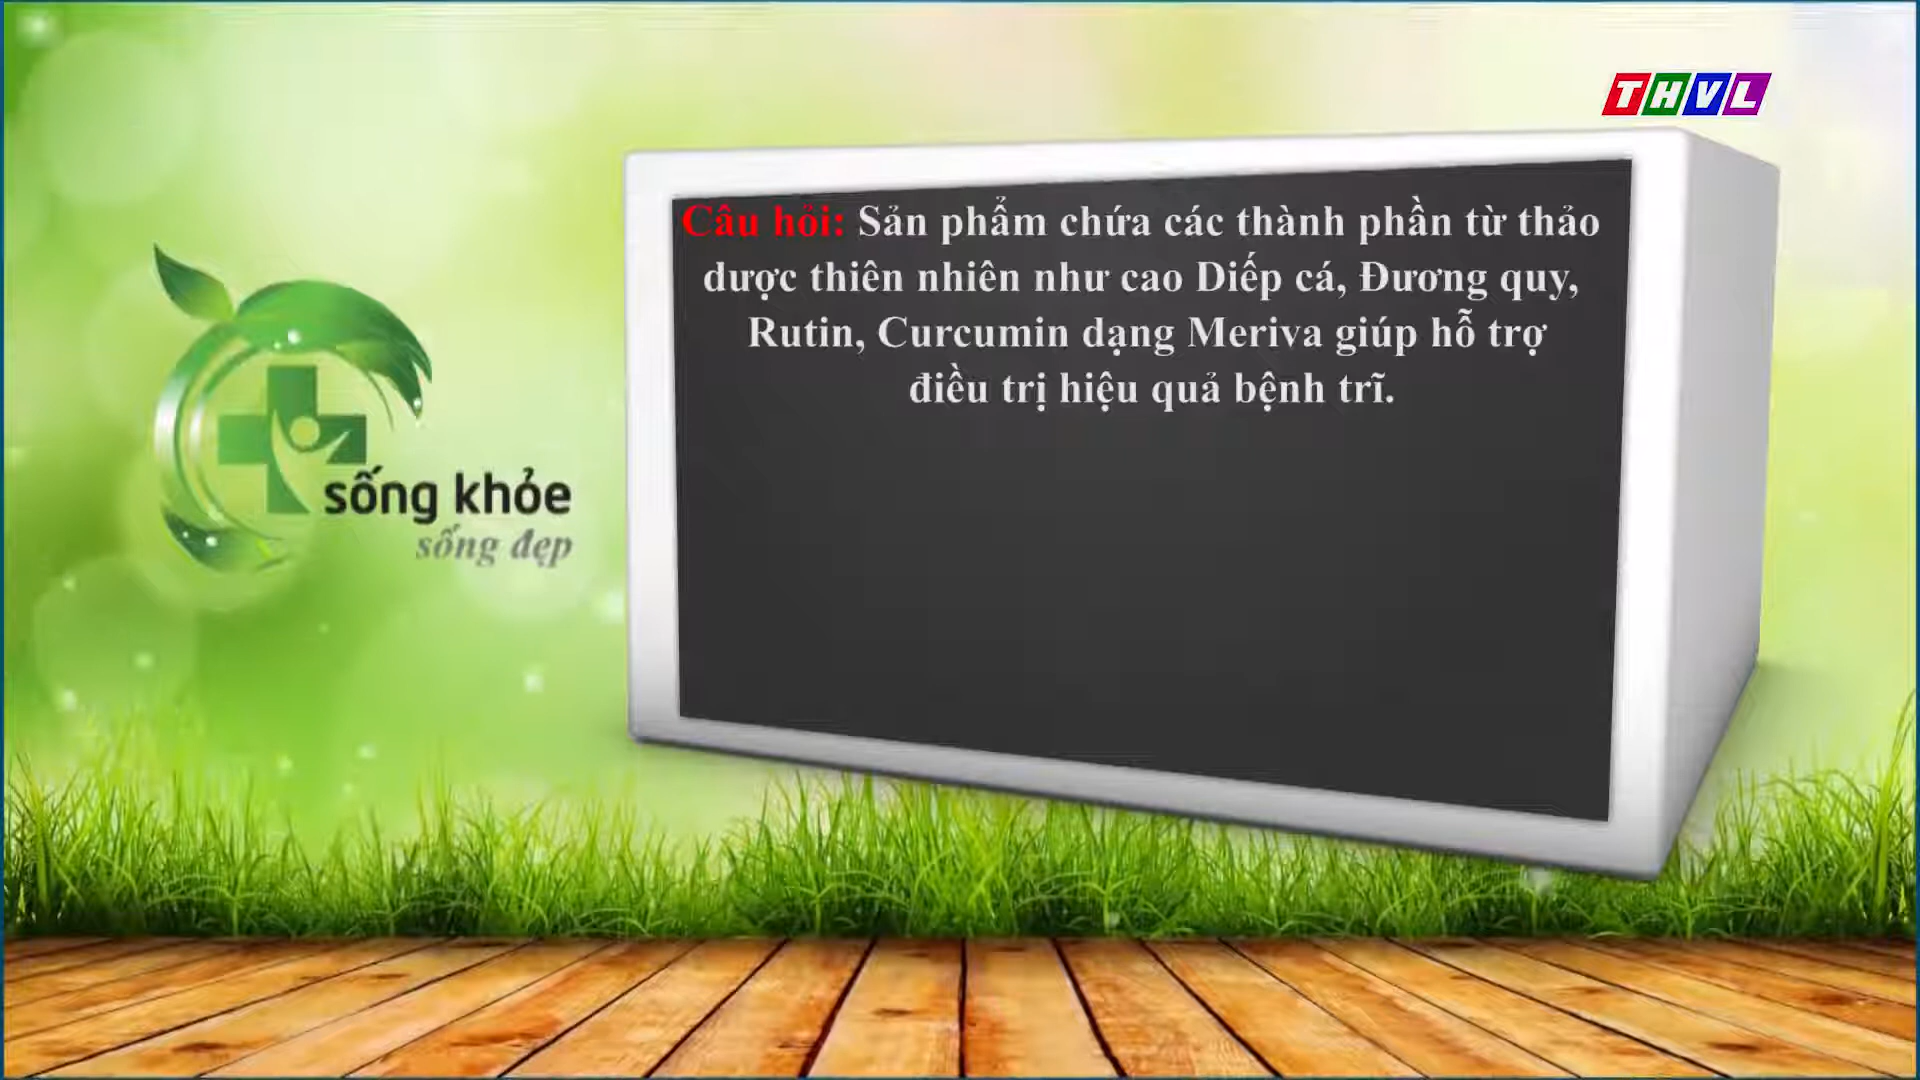 THVL
Câu hỏi: Sản phẩm chứa các thành phần từ thảo
dược thiên nhiên như cao Diếp cá, Đương quy,
Rutin, Curcumin dạng Meriva giúp hỗ trợ
điều trị hiệu quả bệnh trĩ.
sống khỏe
sống đẹp